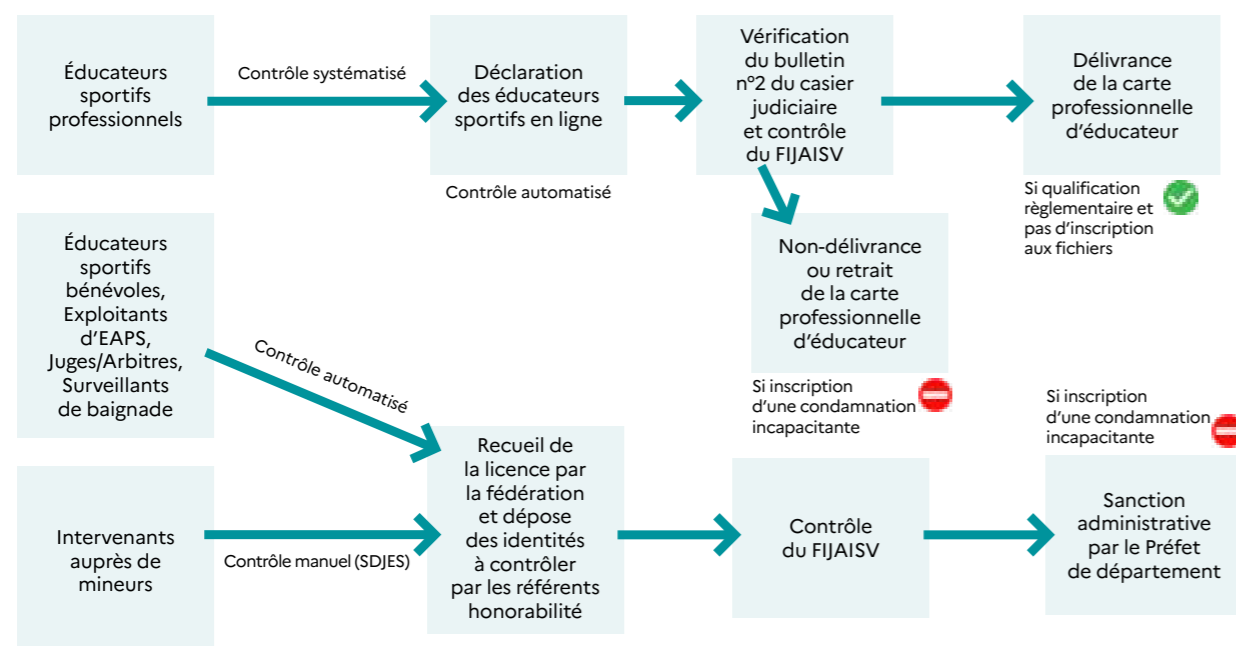 Éducateurs
sportifs
professionnels
Contrôle systématisé
Déclaration
des éducateurs
sportifs en ligne
Contrôle automatisé
Vérification
du bulletin
n°2 du casier
judiciaire
et contrôle
du FIJAISV
Délivrance
de la carte
professionnelle
d'éducateur
Si qualification
règlementaire et
pas d'inscription
aux fichiers
Non-délivrance
ou retrait
de la carte
professionnelle
d'éducateur
Si inscription
d'une condamnation
incapacitante
Éducateurs
sportifs
bénévoles,
Exploitants
d'EAPS,
Juges/Arbitres,
Surveillants
de baignade
Contrôle automatisé
Intervenants
auprès de
mineurs
Contrôle manuel (SDJES)
Recueil de
la licence par
la fédération
et dépose
des identités
à contrôler
par les référents
honorabilité
Contrôle
du FIJAISV
Si inscription
d'une condamnation
incapacitante
Sanction
administrative
par le Préfet
de département